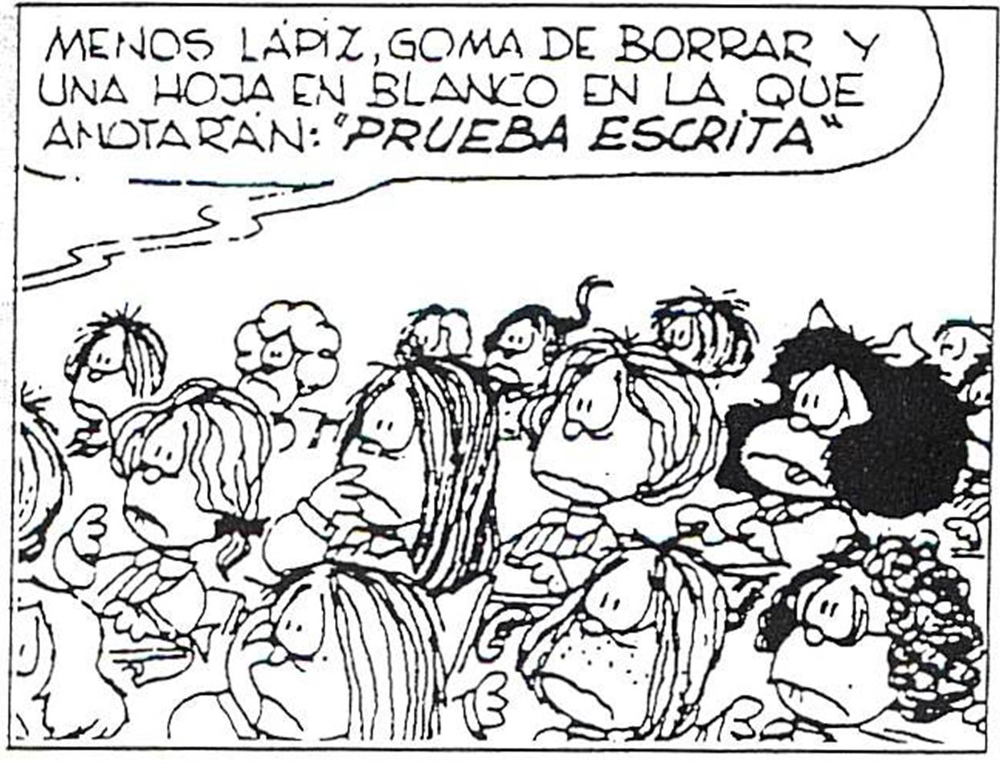 MENOS LÁPIZ, GOMA DE BORRAR Y
UNA HOJA EN BLANCO EN LA QUE
ANOTARÁN: "PRUEBA ESCRITA"